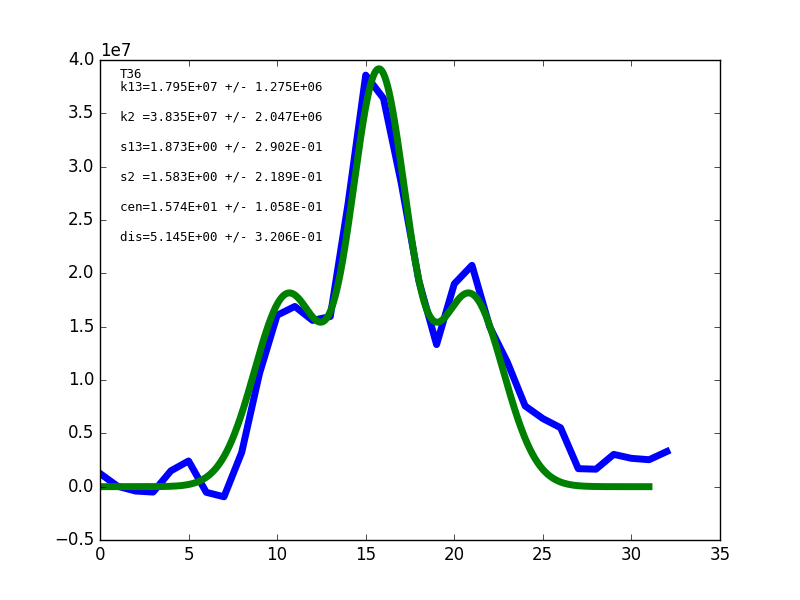 1e7
4.0
3.5
3.0
2.5
2.0
1.5
1.0
0.5
0.0
−0.5
T36
k13=1.795E+07 +/- 1.275E+06
k2 =3.835E+07 +/- 2.047E+06
s13=1.873E+00 +/- 2.902E-01
s2 =1.583E+00 +/- 2.189E-01
cen=1.574E+01 +/- 1.058E-01
dis=5.145E+00 +/- 3.206E-01
0 5 10 15 20 25 30 35